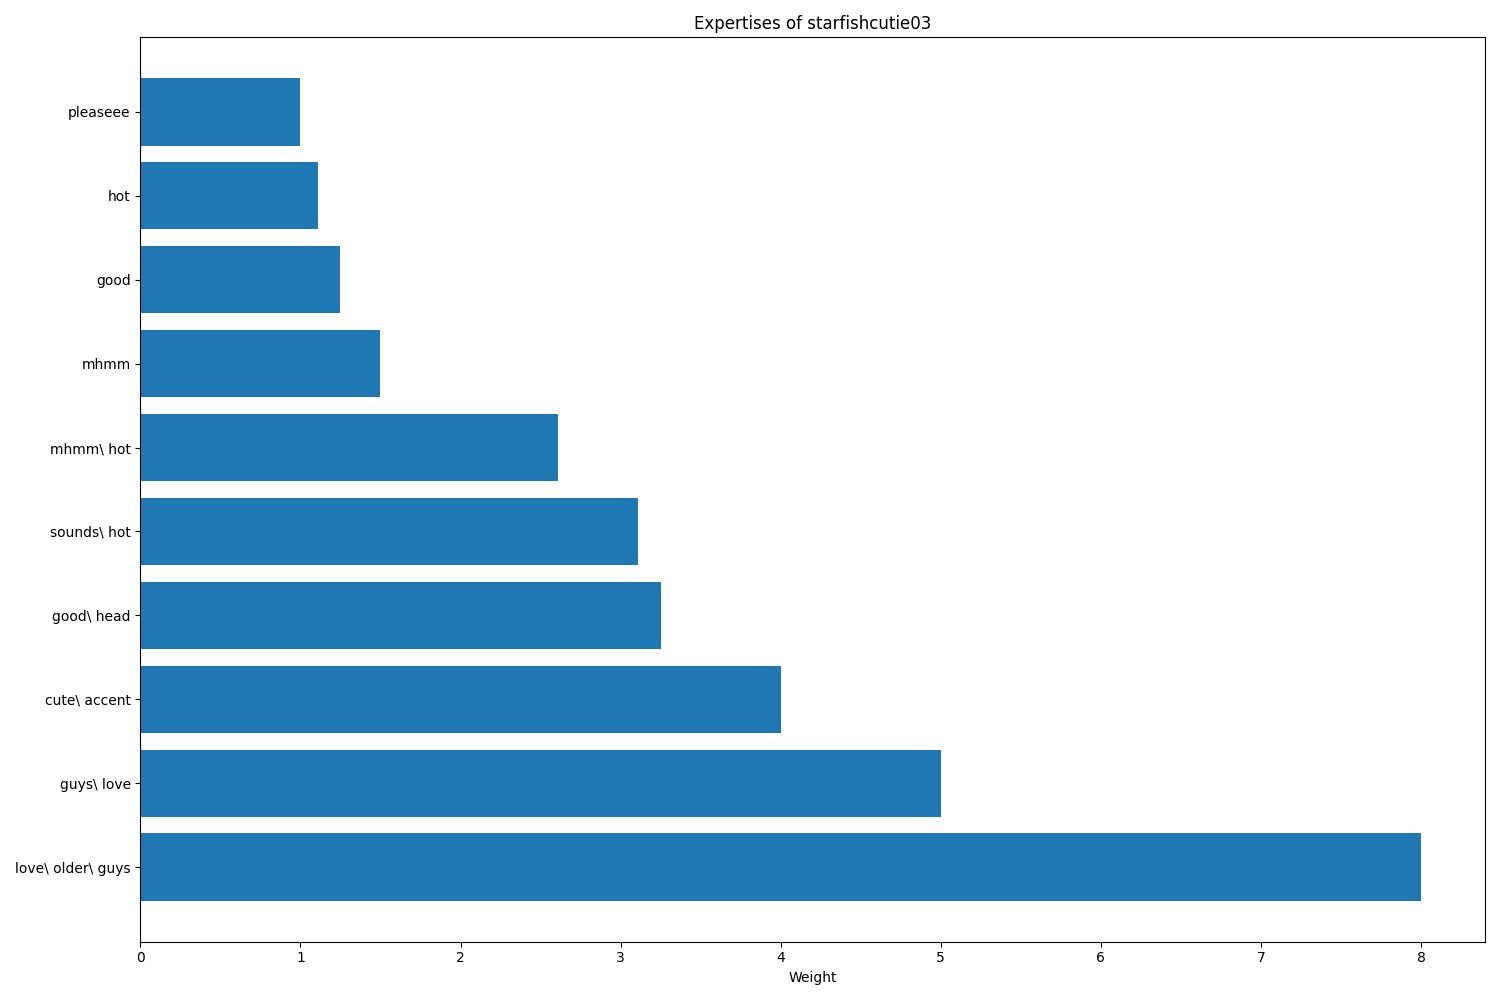 Expertises of starfishcutie03
pleaseee
hot
good
mhmm
mhmm\ hot
sounds\ hot
good\ head
cute\ accent
guys\ love
love\ older\ guys
0 1 2 3 4 5 6 7 8
Weight